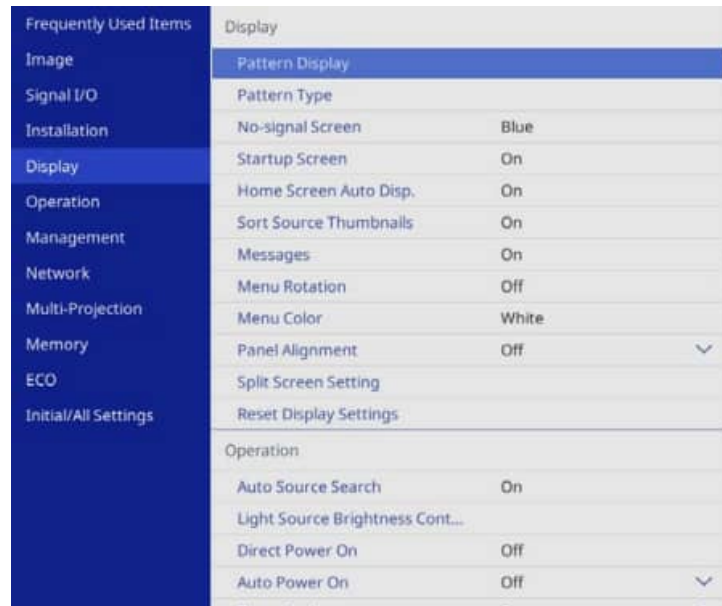 Frequently Used Items
Image
Signal I/O
Installation
Display
Operation
Management
Network
Multi-Projection
Memory
ECO
Initial/All Settings
Display
Pattern Display
Pattern Type
No-signal Screen Blue
Startup Screen On
Home Screen Auto Disp. On
Sort Source Thumbnails On
Messages On
Menu Rotation Off
Menu Color White
Panel Alignment Off
Split Screen Setting
Reset Display Settings
Operation
Auto Source Search On
Light Source Brightness Cont...
Direct Power On Off
Auto Power On Off